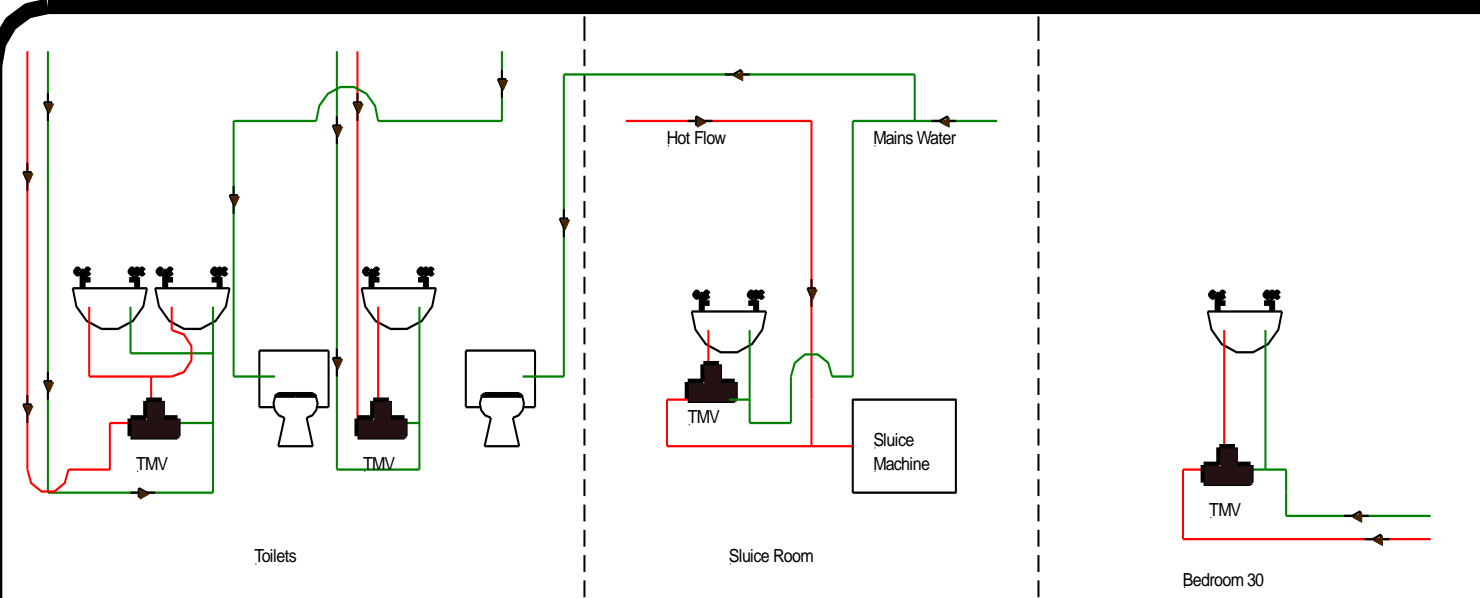 Hot Flow
Mains Water
TMV
Sluice
Machine
TMV
TMV
TMV
Toilets
Sluice Room
Bedroom 30